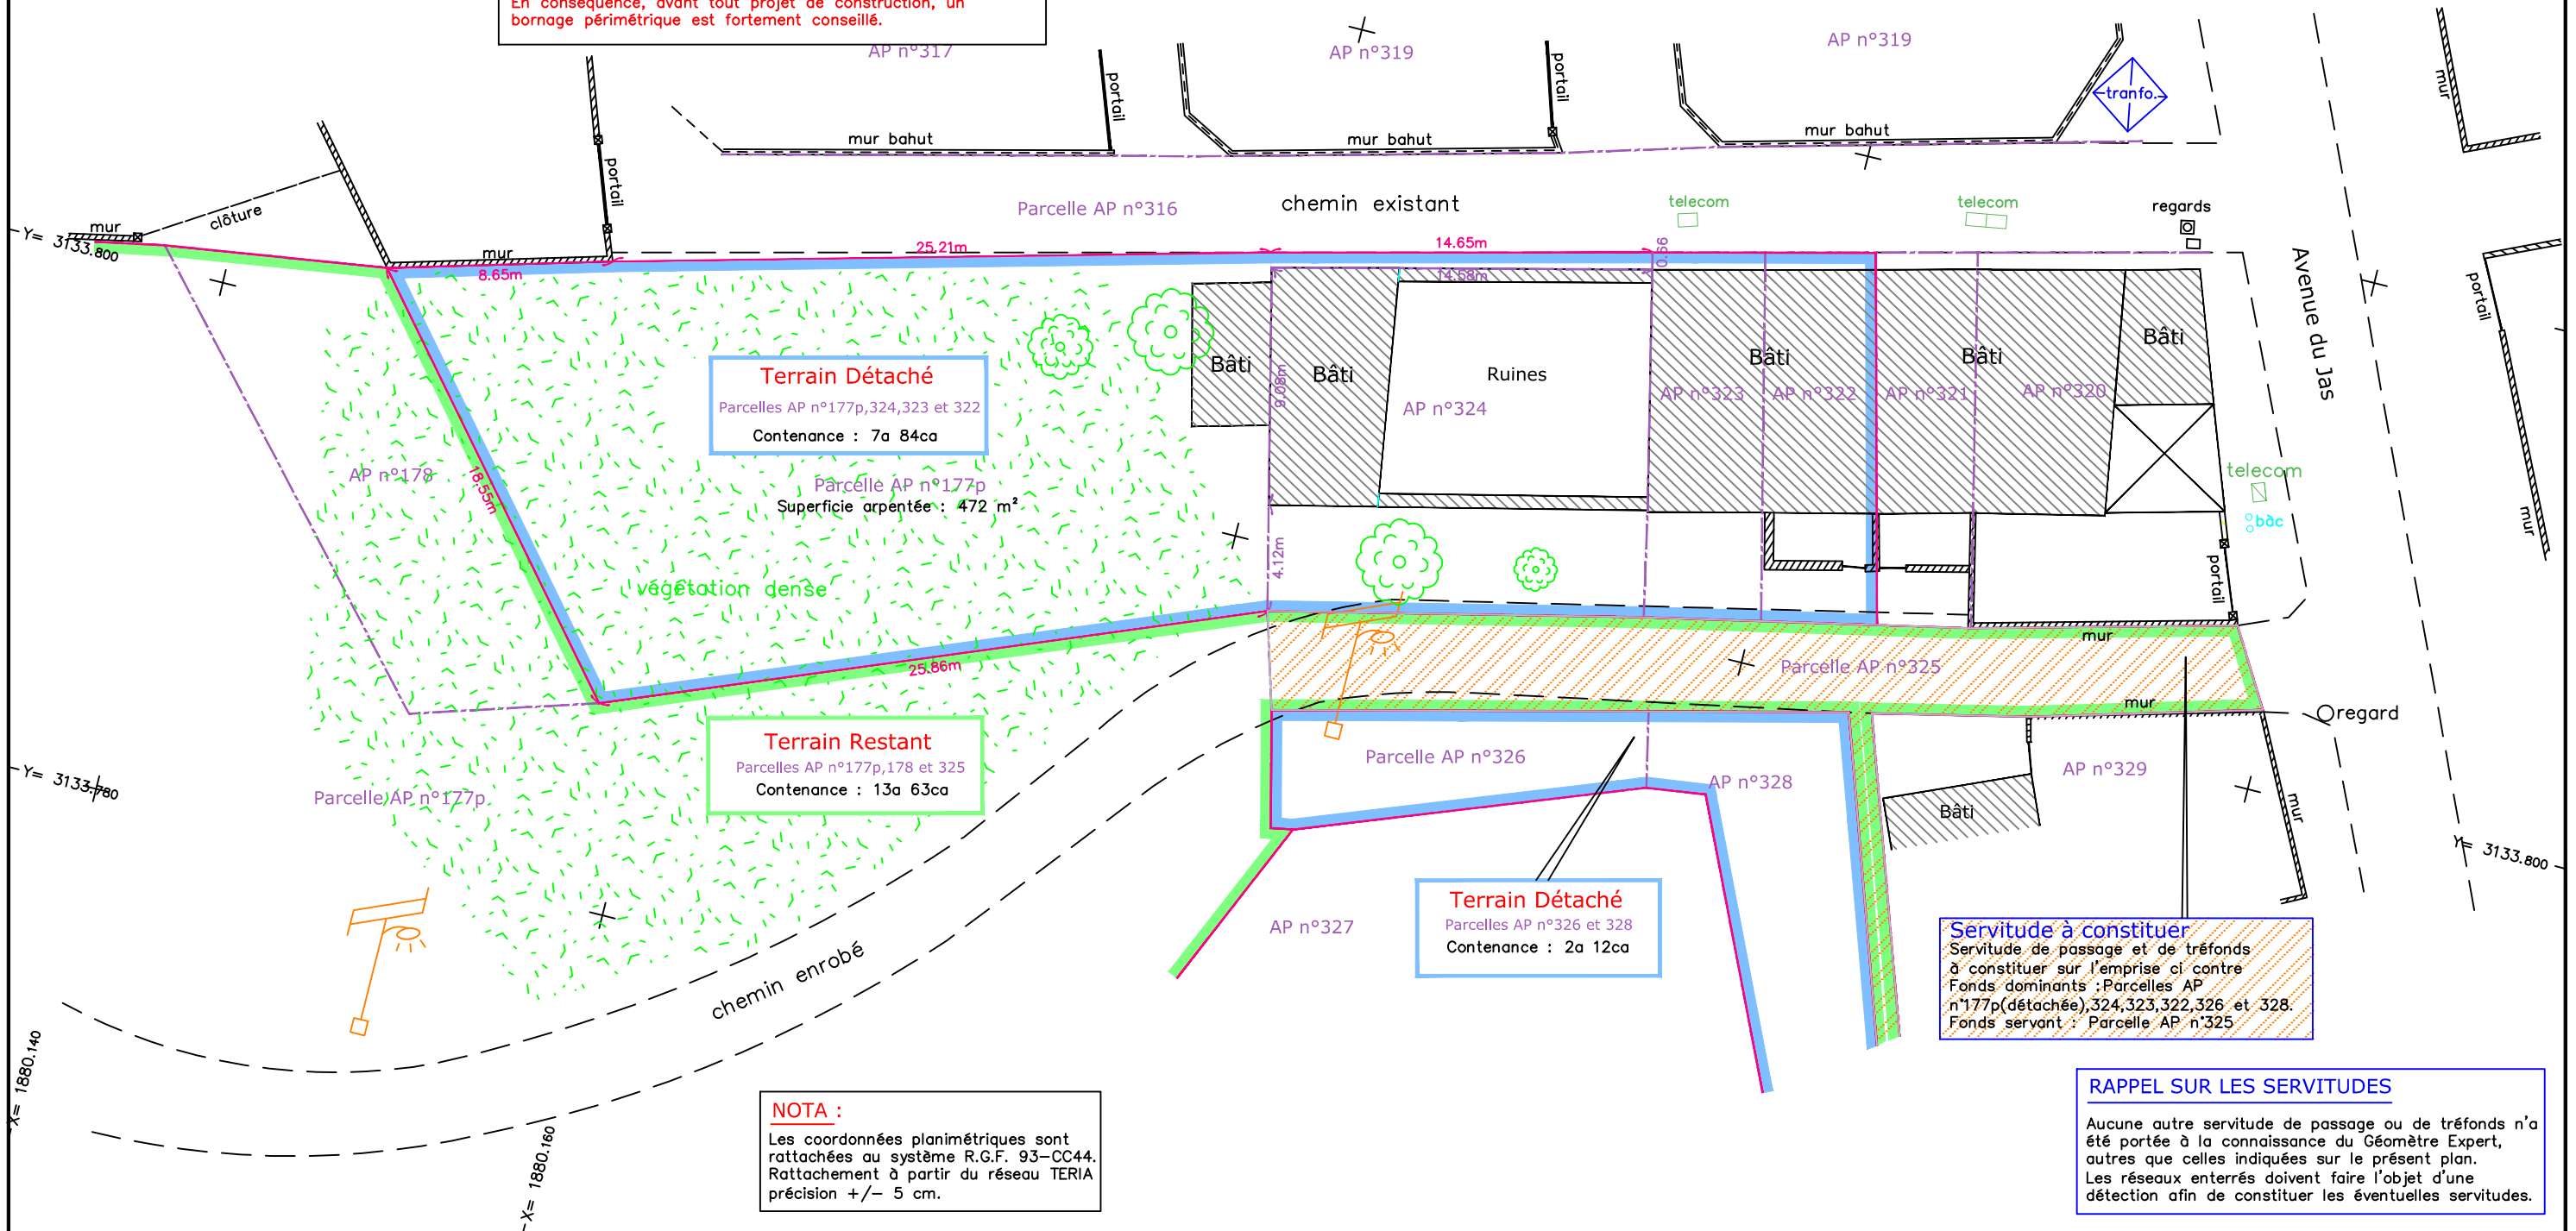 En conséquence, avant tout projet de construction, un
bornage périmétrique est fortement conseillé.
AP n°317
AP n°319
AP n°319
portail
portail
tranfo.
mur
mur bahut
mur bahut
mur bahut
portail
clôture
mur
Y= 3133.800
mur
Parcelle AP n°316
chemin existant
telecom
telecom
regards
8.65m
25.21m
14.65m
14.58m
0.66
Avenue du Jas
portail
Terrain Détaché
Parcelles AP n°177p,324,323 et 322
Contenance : 7a 84ca
Bâti
Bâti
9.08m
Ruines
AP n°324
Bâti
AP n°323
AP n°322
Bâti
AP n°321
AP n°320
Bâti
AP n°178
18.55m
Parcelle AP n°177p
Superficie arpentée : 472 m²
telecom
bàc
mur
végétation dense
4.12m
portail
mur
25.86m
Parcelle AP n°325
mur
regard
Terrain Restant
Parcelles AP n°177p,178 et 325
Contenance : 13a 63ca
Y= 3133.780
Parcelle AP n°177p
Parcelle AP n°326
AP n°328
AP n°329
Bâti
mur
Y= 3133.800
AP n°327
Terrain Détaché
Parcelles AP n°326 et 328
Contenance : 2a 12ca
chemin enrobé
Servitude à constituer
Servitude de passage et de tréfonds
à constituer sur l'emprise ci contre
Fonds dominants :Parcelles AP
n°177p(détachée),324,323,322,326 et 328.
Fonds servant : Parcelle AP n°325
X= 1880.140
X= 1880.160
NOTA :
Les coordonnées planimétriques sont
rattachées au système R.G.F. 93-CC44.
Rattachement à partir du réseau TERIA
précision +/- 5 cm.
RAPPEL SUR LES SERVITUDES
Aucune autre servitude de passage ou de tréfonds n'a
été portée à la connaissance du Géomètre Expert,
autres que celles indiquées sur le présent plan.
Les réseaux enterrés doivent faire l'objet d'une
détection afin de constituer les éventuelles servitudes.